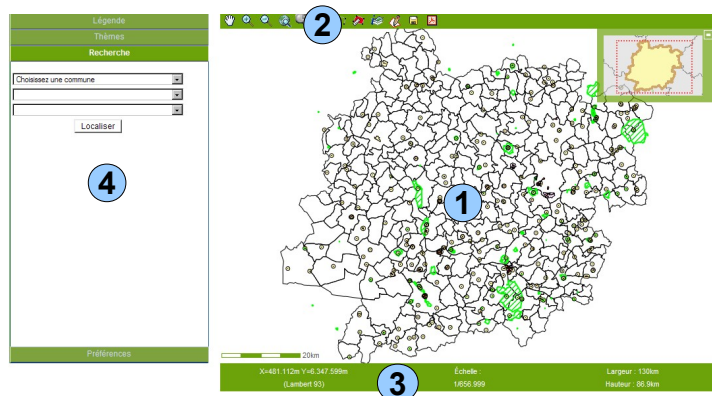 Légende
Thèmes
Recherche
Choisissez une commune
Localiser
4
Préférences
2
1
20km
X=481.112m Y=6.347.599m
(Lambert 93)
3
Échelle :
1/656.999
Largeur : 130km
Hauteur : 86.9km